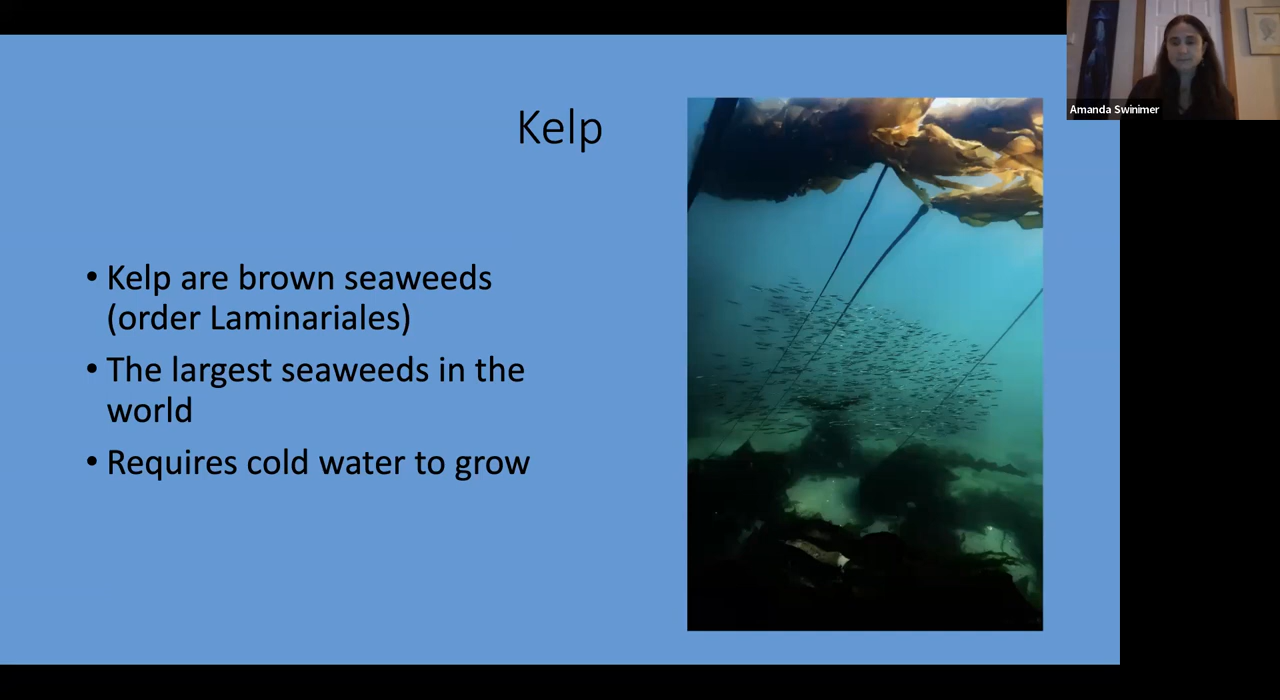 Amanda Swinimer
Kelp
• Kelp are brown seaweeds
(order Laminariales)
• The largest seaweeds in the
world
• Requires cold water to grow